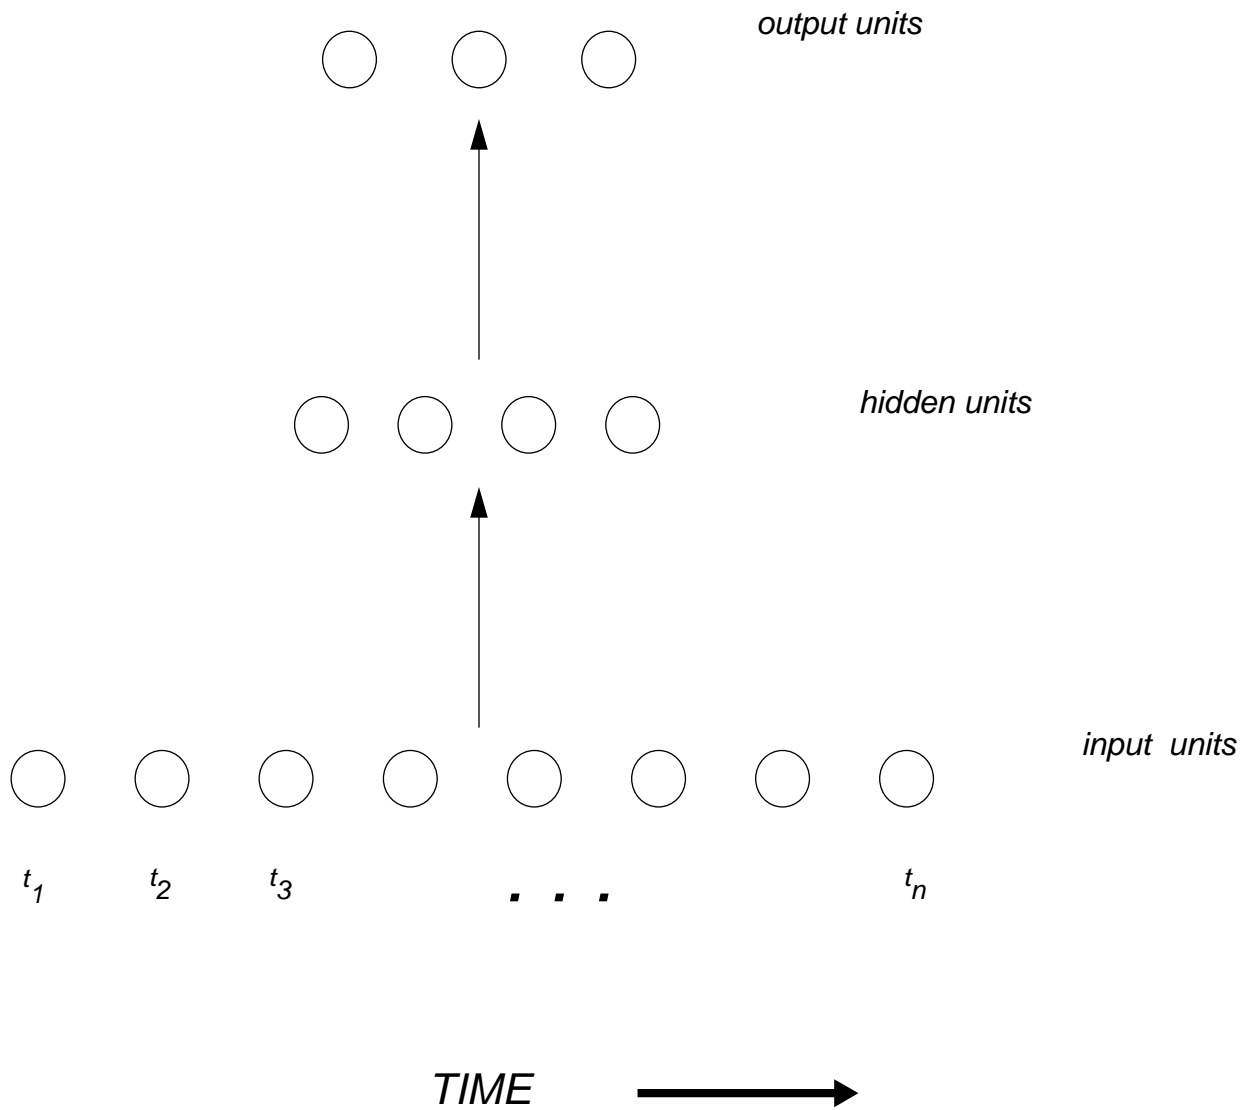 output units
hidden units
input units
t1 t2 t3 . . . tn
TIME